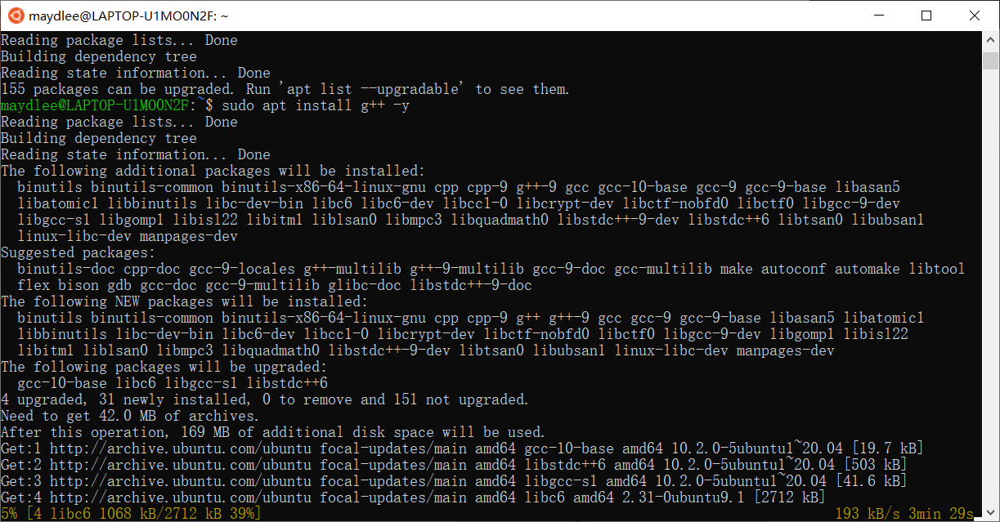 maydlee@LAPTOP-U1MO0N2F: ~
Reading package lists... Done
Building dependency tree
Reading state information... Done
155 packages can be upgraded. Run 'apt list --upgradable' to see them.
maydlee@LAPTOP-U1MO0N2F:~$ sudo apt install g++ -y
Reading package lists... Done
Building dependency tree
Reading state information... Done
The following additional packages will be installed:
  binutils binutils-common binutils-x86-64-linux-gnu cpp cpp-9 g++-9 gcc gcc-10-base gcc-9 gcc-9-base libasan5
  libatomic1 libbinutils libc-dev-bin libc6 libc6-dev libcc1-0 libcrypt-dev libctf-nobfd0 libctf0 libgcc-9-dev
  libgcc-s1 libgomp1 libisl22 libitm1 liblsan0 libmpc3 libquadmath0 libstdc++-9-dev libstdc++6 libtsan0 libubsan1
  linux-libc-dev manpages-dev
Suggested packages:
  binutils-doc cpp-doc gcc-9-locales g++-multilib g++-9-multilib gcc-9-doc gcc-multilib make autoconf automake libtool
  flex bison gdb gcc-doc gcc-9-multilib glibc-doc libstdc++-9-doc
The following NEW packages will be installed:
  binutils binutils-common binutils-x86-64-linux-gnu cpp cpp-9 g++ g++-9 gcc gcc-9 gcc-9-base libasan5 libatomic1
  libbinutils libc-dev-bin libc6-dev libcc1-0 libcrypt-dev libctf-nobfd0 libctf0 libgcc-9-dev libgomp1 libisl22
  libitm1 liblsan0 libmpc3 libquadmath0 libstdc++-9-dev libtsan0 libubsan1 linux-libc-dev manpages-dev
The following packages will be upgraded:
  gcc-10-base libc6 libgcc-s1 libstdc++6
4 upgraded, 31 newly installed, 0 to remove and 151 not upgraded.
Need to get 42.0 MB of archives.
After this operation, 169 MB of additional disk space will be used.
Get:1 http://archive.ubuntu.com/ubuntu focal-updates/main amd64 gcc-10-base amd64 10.2.0-5ubuntu1~20.04 [19.7 kB]
Get:2 http://archive.ubuntu.com/ubuntu focal-updates/main amd64 libstdc++6 amd64 10.2.0-5ubuntu1~20.04 [503 kB]
Get:3 http://archive.ubuntu.com/ubuntu focal-updates/main amd64 libgcc-s1 amd64 10.2.0-5ubuntu1~20.04 [41.6 kB]
Get:4 http://archive.ubuntu.com/ubuntu focal-updates/main amd64 libc6 amd64 2.31-0ubuntu9.1 [2712 kB]
5% [4 libc6 1068 kB/2712 kB 39%] 193 kB/s 3min 29s